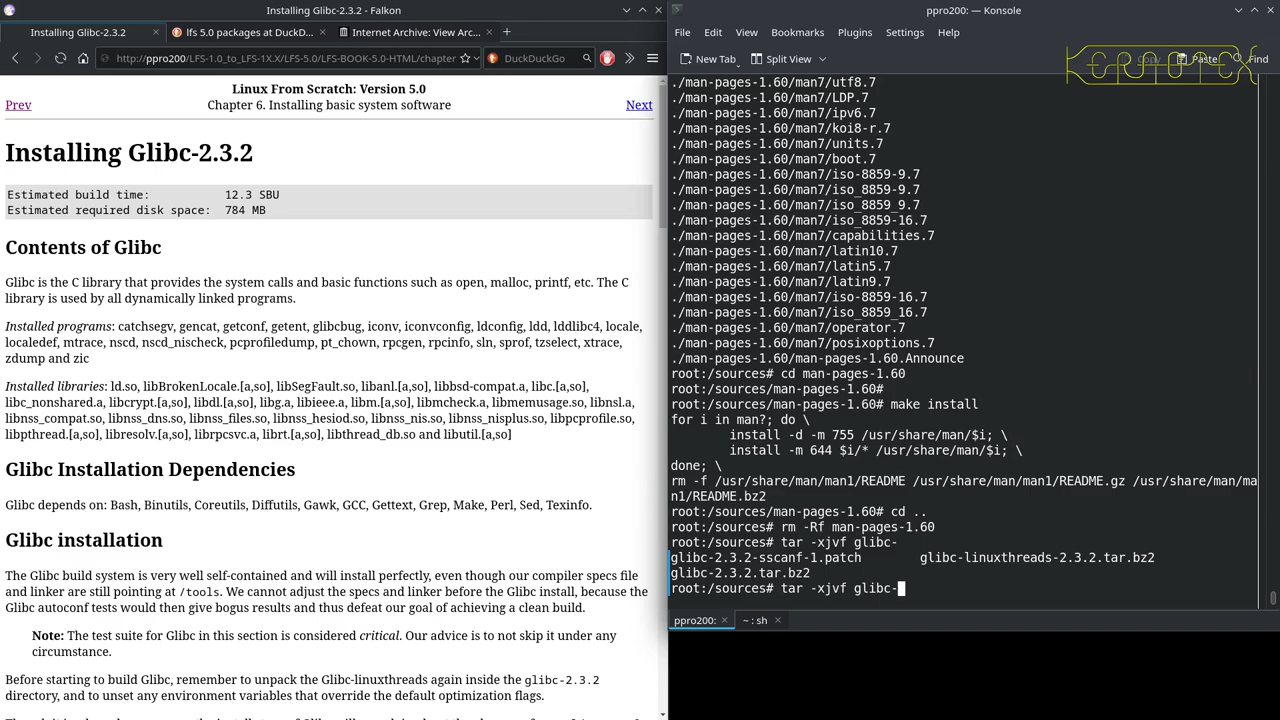 Installing Glibc-2.3.2 - Falkon
Installing Glibc-2.3.2
lfs 5.0 packages at DuckD...
Internet Archive: View Arc...
http://ppro200/LFS-1.0_to_LFS-1X.X/LFS-5.0/LFS-BOOK-5.0-HTML/chapter
DuckDuckGo
Linux From Scratch: Version 5.0
Prev
Chapter 6. Installing basic system software
Next
Installing Glibc-2.3.2
Estimated build time: 12.3 SBU
Estimated required disk space: 784 MB
Contents of Glibc
Glibc is the C library that provides the system calls and basic functions such as open, malloc, printf, etc. The C
library is used by all dynamically linked programs.
Installed programs: catchsegv, gencat, getconf, getent, glibcbug, iconv, iconvconfig, ldconfig, ldd, lddlibc4, locale,
localedef, mtrace, nscd, nscd_nischeck, pcprofiledump, pt_chown, rpcgen, rpcinfo, sln, sprof, tzselect, xtrace,
zdump and zic
Installed libraries: ld.so, libBrokenLocale.[a,so], libSegFault.so, libanl.[a,so], libbsd-compat.a, libc.[a,so],
libc_nonshared.a, libcrypt.[a,so], libdl.[a,so], libg.a, libieee.a, libm.[a,so], libmcheck.a, libmemusage.so, libnsl.a,
libnss_compat.so, libnss_dns.so, libnss_files.so, libnss_hesiod.so, libnss_nis.so, libnss_nisplus.so, libpcprofile.so,
libpthread.[a,so], libresolv.[a,so], librpcsvc.a, librt.[a,so], libthread_db.so and libutil.[a,so]
Glibc Installation Dependencies
Glibc depends on: Bash, Binutils, Coreutils, Diffutils, Gawk, GCC, Gettext, Grep, Make, Perl, Sed, Texinfo.
Glibc installation
The Glibc build system is very well self-contained and will install perfectly, even though our compiler specs file
and linker are still pointing at /tools. We cannot adjust the specs and linker before the Glibc install, because the
Glibc autoconf tests would then give bogus results and thus defeat our goal of achieving a clean build.
Note: The test suite for Glibc in this section is considered critical. Our advice is to not skip it under any
circumstance.
Before starting to build Glibc, remember to unpack the Glibc-linuxthreads again inside the glibc-2.3.2
directory, and to unset any environment variables that override the default optimization flags.
ppro200: — Konsole
File Edit View Bookmarks Plugins Settings Help
New Tab Split View Copy Paste Find
./man-pages-1.60/man7/utf8.7
./man-pages-1.60/man7/LDP.7
./man-pages-1.60/man7/ipv6.7
./man-pages-1.60/man7/koi8-r.7
./man-pages-1.60/man7/units.7
./man-pages-1.60/man7/boot.7
./man-pages-1.60/man7/iso-8859-9.7
./man-pages-1.60/man7/iso_8859-9.7
./man-pages-1.60/man7/iso_8859_9.7
./man-pages-1.60/man7/iso_8859-16.7
./man-pages-1.60/man7/capabilities.7
./man-pages-1.60/man7/latin10.7
./man-pages-1.60/man7/latin5.7
./man-pages-1.60/man7/latin9.7
./man-pages-1.60/man7/iso-8859-16.7
./man-pages-1.60/man7/iso_8859_16.7
./man-pages-1.60/man7/operator.7
./man-pages-1.60/man7/posixoptions.7
./man-pages-1.60/man-pages-1.60.Announce
root:/sources# cd man-pages-1.60
root:/sources/man-pages-1.60#
root:/sources/man-pages-1.60# make install
for i in man?; do \
install -d -m 755 /usr/share/man/$i; \
install -m 644 $i/* /usr/share/man/$i; \
done; \
rm -f /usr/share/man/man1/README /usr/share/man/man1/README.gz /usr/share/man/ma
n1/README.bz2
root:/sources/man-pages-1.60# cd ..
root:/sources# rm -Rf man-pages-1.60
root:/sources# tar -xjvf glibc-
glibc-2.3.2-sscanf-1.patch glibc-linuxthreads-2.3.2.tar.bz2
glibc-2.3.2.tar.bz2
root:/sources# tar -xjvf glibc-
ppro200:
~ : sh